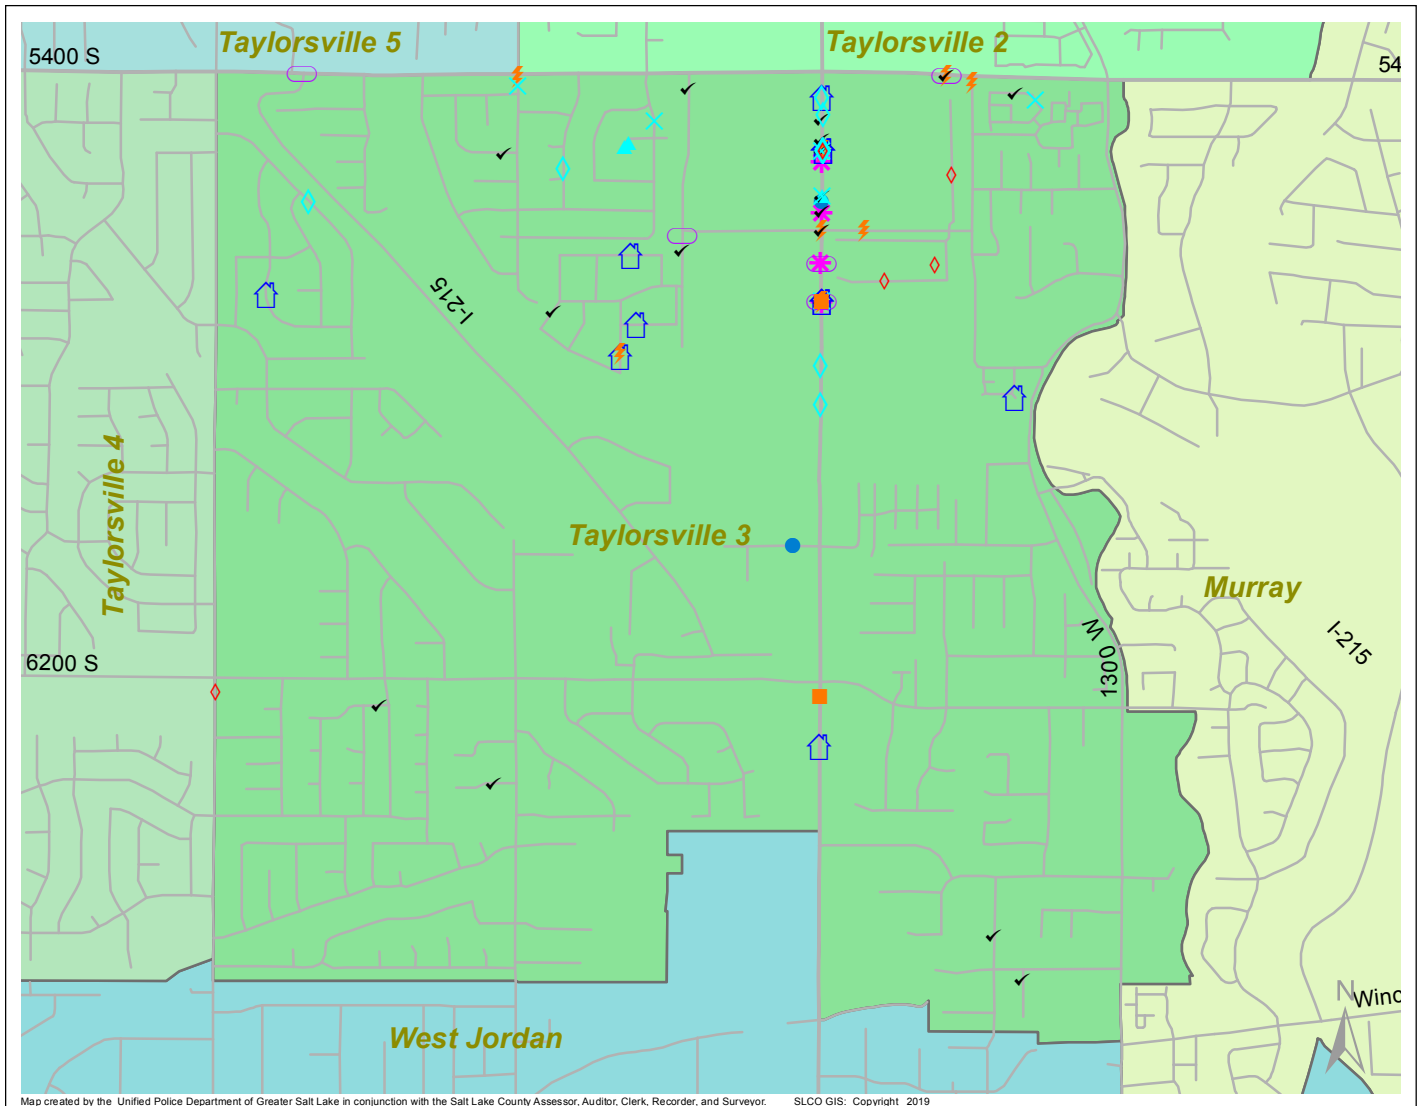 Taylorsville 5
Taylorsville 2
5400 S
54
I-215
Taylorsville 4
Taylorsville 3
Murray
I-215
1300 W
6200 S
West Jordan
N
Winc
Map created by the Unified Police Department of Greater Salt Lake in conjunction with the Salt Lake County Assessor, Auditor, Clerk, Recorder, and Surveyor. SLCO GIS: Copyright 2019